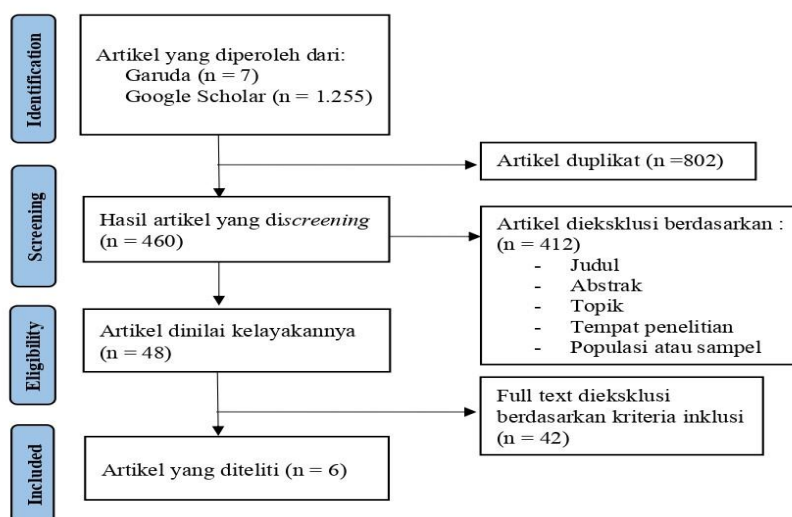 Identification
Artikel yang diperoleh dari:
Garuda (n = 7)
Google Scholar (n = 1.255)
Artikel duplikat (n =802)
Screening
Hasil artikel yang discreening
(n = 460)
Artikel dieksklusi berdasarkan :
(n = 412)
- Judul
- Abstrak
- Topik
- Tempat penelitian
- Populasi atau sampel
Eligibility
Artikel dinilai kelayakannya
(n = 48)
Full text dieksklusi
berdasarkan kriteria inklusi
(n = 42)
Included
Artikel yang diteliti (n = 6)